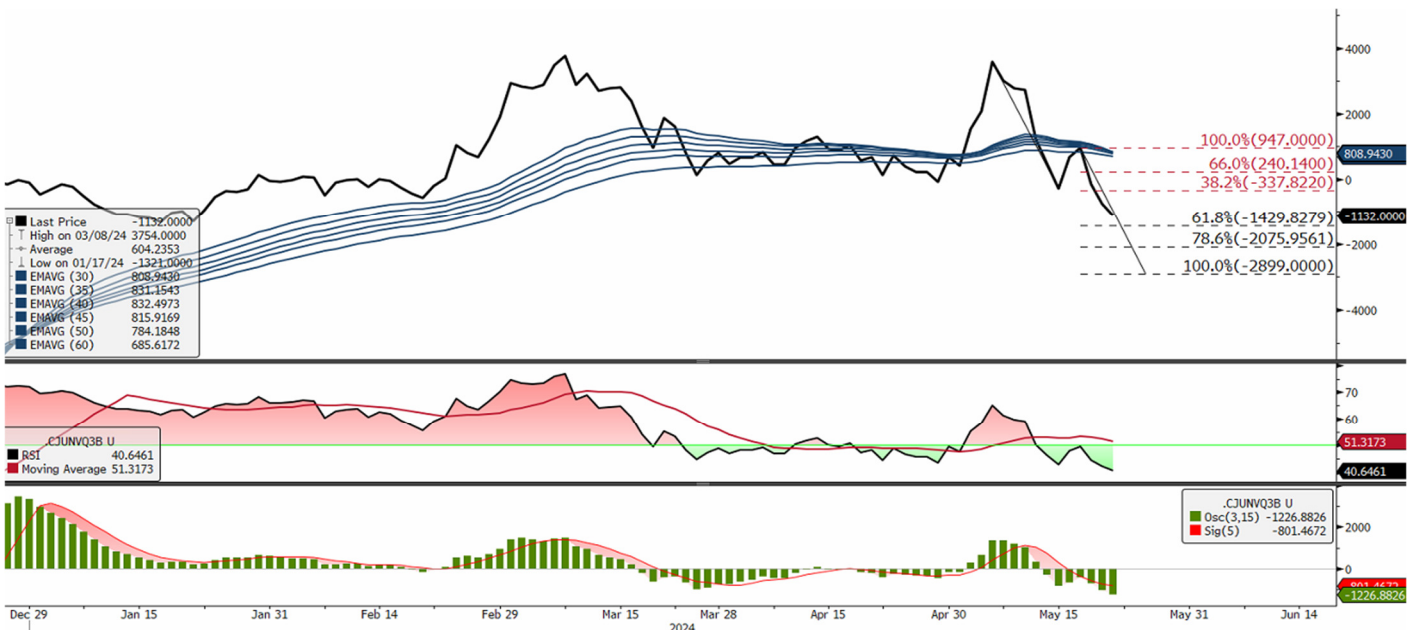 4000
2000
0
-2000
-4000
100.0%(947.0000)
66.0%(240.1400)
38.2%(-337.8220)
61.8%(-1429.8279)
78.6%(-2075.9561)
100.0%(-2899.0000)
808.9430
-1132.0000
Last Price -1132.0000
High on 03/08/24 3754.0000
Average 604.2353
Low on 01/17/24 -1321.0000
EMAVG (30) 808.9430
EMAVG (35) 831.1543
EMAVG (40) 832.4973
EMAVG (45) 815.9169
EMAVG (50) 784.1848
EMAVG (60) 685.6172
70
60
51.3173
40.6461
.CJUNVQ3B U
RSI 40.6461
Moving Average 51.3173
.CJUNVQ3B U
Osc(3,15) -1226.8826
Sig(5) -801.4672
2000
0
-801.4672
-1226.8826
Dec 29 Jan 15 Jan 31 Feb 14 Feb 29 Mar 15 Mar 28 Apr 15 Apr 30 May 15 May 31 Jun 14
2024